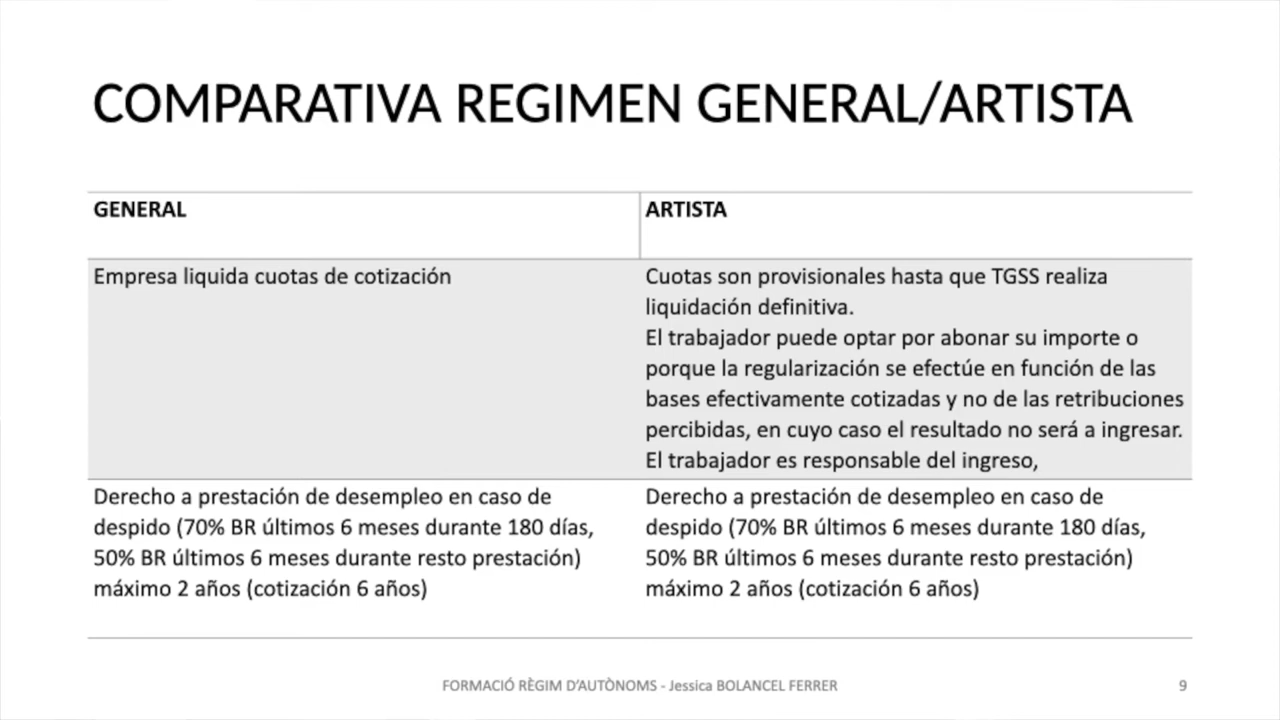 COMPARATIVA REGIMEN GENERAL/ARTISTA
GENERAL
ARTISTA
Empresa liquida cuotas de cotización
Cuotas son provisionales hasta que TGSS realiza
liquidación definitiva.
El trabajador puede optar por abonar su importe o
porque la regularización se efectúe en función de las
bases efectivamente cotizadas y no de las retribuciones
percibidas, en cuyo caso el resultado no será a ingresar.
El trabajador es responsable del ingreso,
Derecho a prestación de desempleo en caso de
despido (70% BR últimos 6 meses durante 180 días,
50% BR últimos 6 meses durante resto prestación)
máximo 2 años (cotización 6 años)
Derecho a prestación de desempleo en caso de
despido (70% BR últimos 6 meses durante 180 días,
50% BR últimos 6 meses durante resto prestación)
máximo 2 años (cotización 6 años)
FORMACIÓ RÈGIM D'AUTÒNOMS - Jessica BOLANCEL FERRER
9